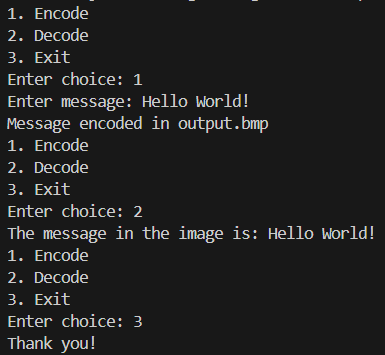 1. Encode
2. Decode
3. Exit
Enter choice: 1
Enter message: Hello World!
Message encoded in output.bmp
1. Encode
2. Decode
3. Exit
Enter choice: 2
The message in the image is: Hello World!
1. Encode
2. Decode
3. Exit
Enter choice: 3
Thank you!